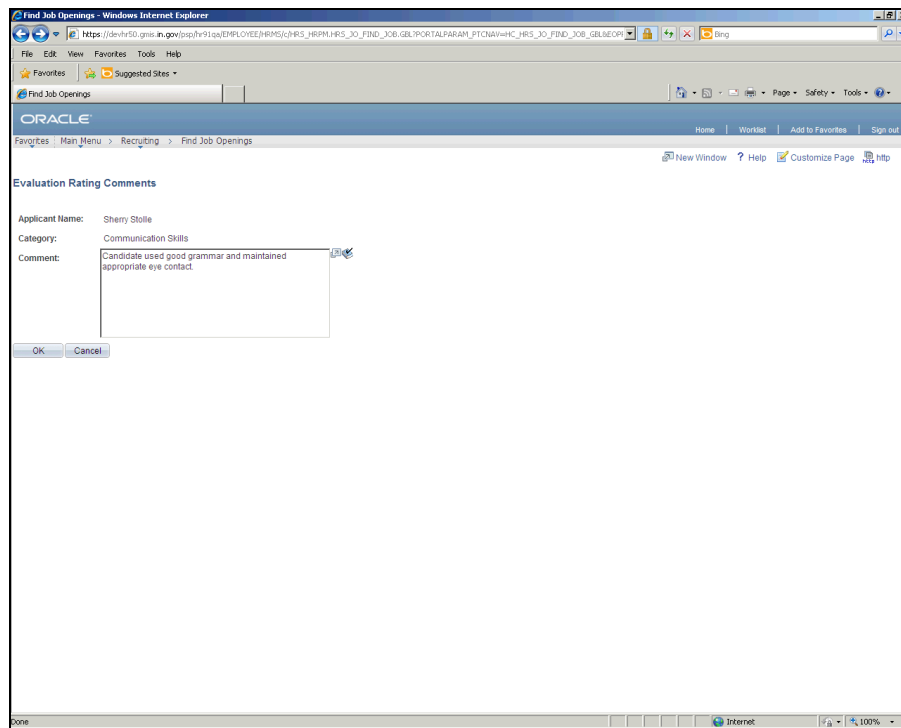 Find Job Openings - Windows Internet Explorer
https://devhr50.gmis.in.gov/psp/hr91qa/EMPLOYEE/HRMS/c/HRS_HRPM.HRS_JO_FIND_JOB.GBL?PORTALPARAM_PTCNAV=HC_HRS_JO_FIND_JOB_GBL&EOPI
Bing
File Edit View Favorites Tools Help
Favorites Suggested Sites
Find Job Openings
Page Safety Tools
ORACLE
Home | Worklist | Add to Favorites | Sign out
Favorites Main Menu > Recruiting > Find Job Openings
New Window ? Help Customize Page http
Evaluation Rating Comments
Applicant Name: Sherry Stolle
Category: Communication Skills
Comment: Candidate used good grammar and maintained
appropriate eye contact.
OK Cancel
Done Internet 100%